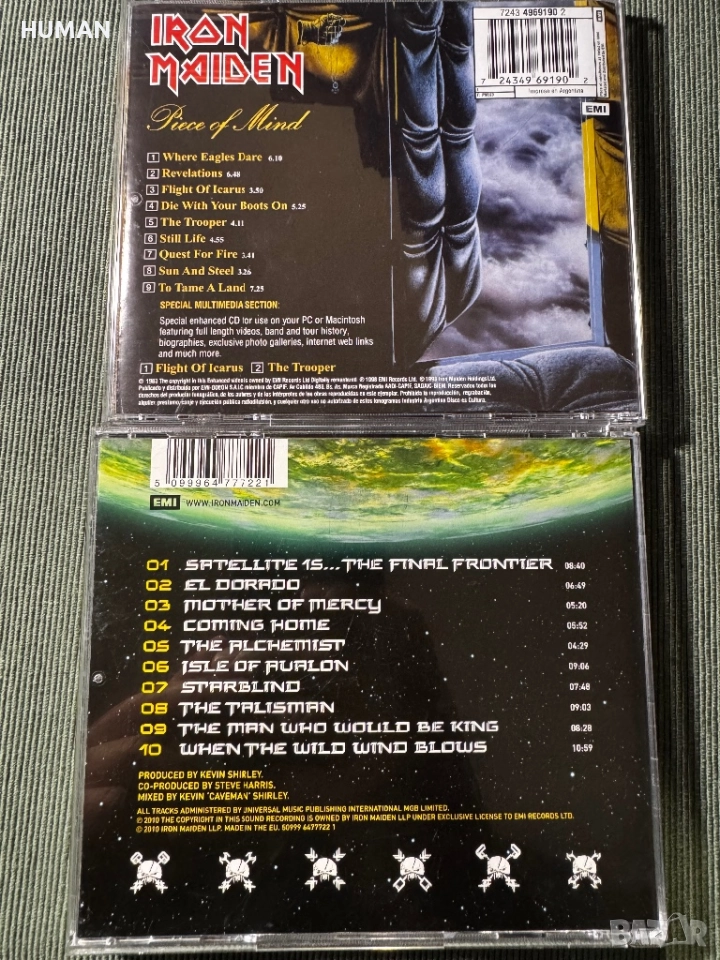 HUMAN
IRON
MAIDEN
Piece of Mind
7243 4969190 2
7 24349 69190 2
Impreso en Argentina
EMI
1 Where Eagles Dare 6.10
2 Revelations 6.48
3 Flight Of Icarus 3.50
4 Die With Your Boots On 5.25
5 The Trooper 4.11
6 Still Life 4.55
7 Quest For Fire 3.41
8 Sun And Steel 3.26
9 To Tame A Land 7.25
SPECIAL MULTIMEDIA SECTION:
Special enhanced CD for use on your PC or Macintosh
featuring full length videos, band and tour history,
biographies, exclusive photo galleries, internet web links
and much more.
1 Flight Of Icarus 2 The Trooper
5 099964 777221
EMI WWW.IRONMAIDEN.COM
01 SATELLITE 15...THE FINAL FRONTIER 08:40
02 EL DORADO 06:49
03 MOTHER OF MERCY 05:20
04 COMING HOME 05:52
05 THE ALCHEMIST 04:29
06 ISLE OF AVALON 09:06
07 STARBLIND 07:48
08 THE TALISMAN 09:03
09 THE MAN WHO WOULD BE KING 08:28
10 WHEN THE WILD WIND BLOWS 10:59
PRODUCED BY KEVIN SHIRLEY.
CO-PRODUCED BY STEVE HARRIS.
MIXED BY KEVIN 'CAVEMAN' SHIRLEY.
ALL TRACKS ADMINISTERED BY UNIVERSAL MUSIC PUBLISHING INTERNATIONAL MGB LIMITED.
℗ 2010 THE COPYRIGHT IN THIS SOUND RECORDING IS OWNED BY IRON MAIDEN LLP UNDER EXCLUSIVE LICENSE TO EMI RECORDS LTD.
© 2010 IRON MAIDEN LLP. MADE IN THE EU. 50999 6477722 1
BAZAR